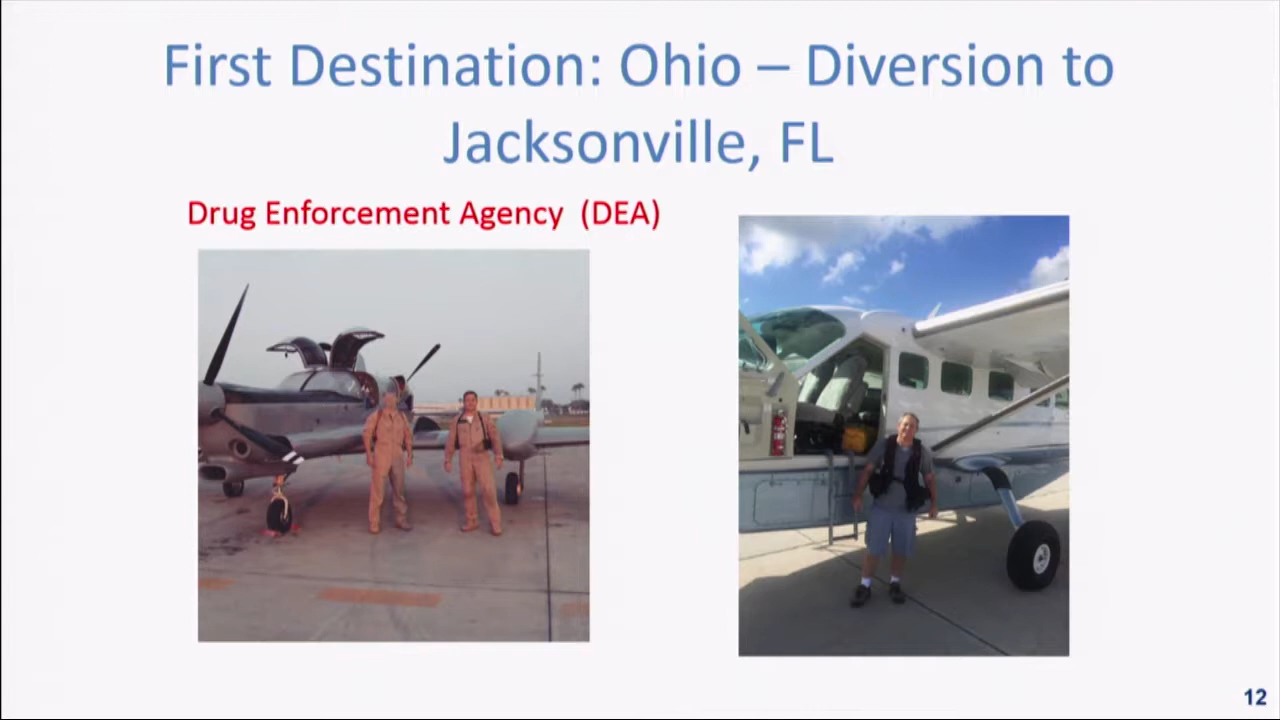 First Destination: Ohio – Diversion to
Jacksonville, FL
Drug Enforcement Agency (DEA)
12